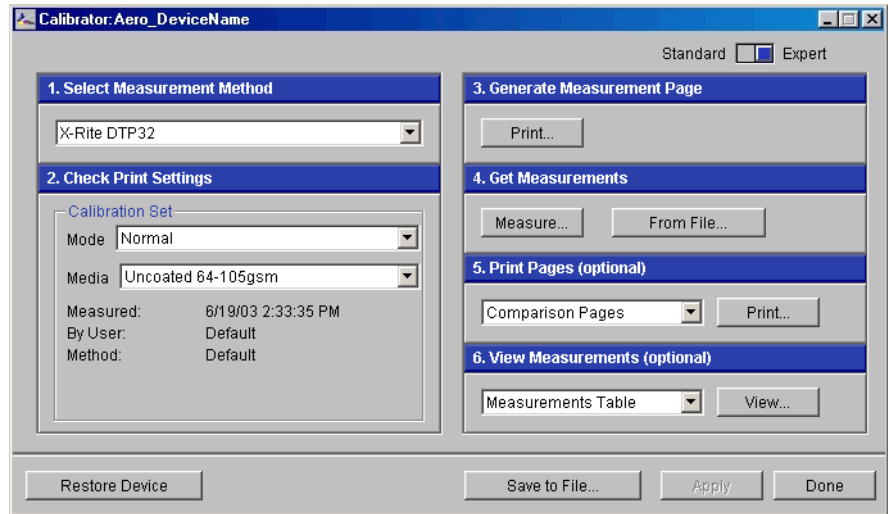 Calibrator:Aero_DeviceName
Standard Expert
1. Select Measurement Method
X-Rite DTP32
2. Check Print Settings
Calibration Set
Mode Normal
Media Uncoated 64-105gsm
Measured: 6/19/03 2:33:35 PM
By User: Default
Method: Default
3. Generate Measurement Page
Print...
4. Get Measurements
Measure... From File...
5. Print Pages (optional)
Comparison Pages Print...
6. View Measurements (optional)
Measurements Table View...
Restore Device Save to File... Apply Done